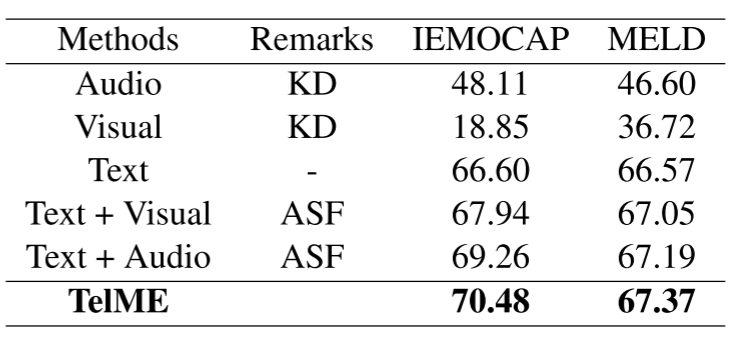 Methods Remarks IEMOCAP MELD
Audio KD 48.11 46.60
Visual KD 18.85 36.72
Text - 66.60 66.57
Text + Visual ASF 67.94 67.05
Text + Audio ASF 69.26 67.19
TelME 70.48 67.37